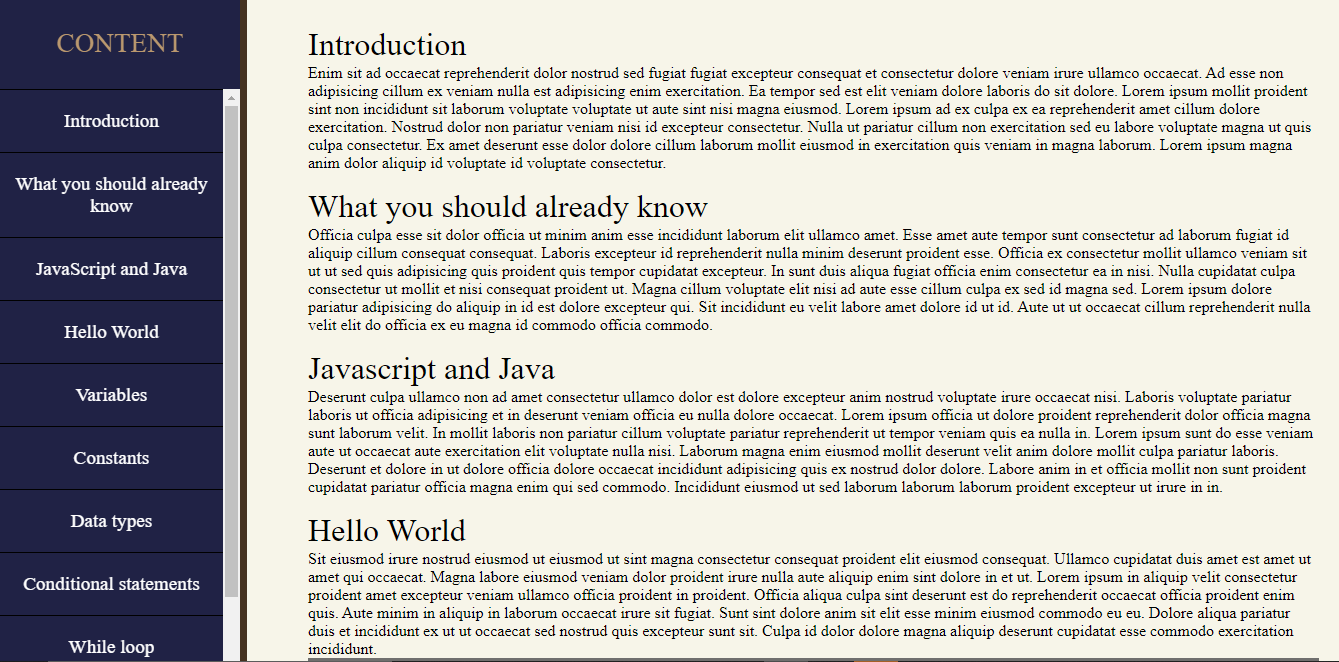 CONTENT
Introduction
What you should already
know
JavaScript and Java
Hello World
Variables
Constants
Data types
Conditional statements
While loop
Introduction
Enim sit ad occaecat reprehenderit dolor nostrud sed fugiat fugiat excepteur consequat et consectetur dolore veniam irure ullamco occaecat. Ad esse non
adipisicing cillum ex veniam nulla est adipisicing enim exercitation. Ea tempor sed est elit veniam dolore laboris do sit dolore. Lorem ipsum mollit proident
sint non incididunt sit laborum voluptate voluptate ut aute sint nisi magna eiusmod. Lorem ipsum ad ex culpa ex ea reprehenderit amet cillum dolore
exercitation. Nostrud dolor non pariatur veniam nisi id excepteur consectetur. Nulla ut pariatur cillum non exercitation sed eu labore voluptate magna ut quis
culpa consectetur. Ex amet deserunt esse dolor dolore cillum laborum mollit eiusmod in exercitation quis veniam in magna laborum. Lorem ipsum magna
anim dolor aliquip id voluptate id voluptate consectetur.
What you should already know
Officia culpa esse sit dolor officia ut minim anim esse incididunt laborum elit ullamco amet. Esse amet aute tempor sunt consectetur ad laborum fugiat id
aliquip cillum consequat consequat. Laboris excepteur id reprehenderit nulla minim deserunt proident esse. Officia ex consectetur mollit ullamco veniam sit
ut ut sed quis adipisicing quis proident quis tempor cupidatat excepteur. In sunt duis aliqua fugiat officia enim consectetur ea in nisi. Nulla cupidatat culpa
consectetur ut mollit et nisi consequat proident ut. Magna cillum voluptate elit nisi ad aute esse cillum culpa ex sed id magna sed. Lorem ipsum dolore
pariatur adipisicing do aliquip in id est dolore excepteur qui. Sit incididunt eu velit labore amet dolore id ut id. Aute ut ut occaecat cillum reprehenderit nulla
velit elit do officia ex eu magna id commodo officia commodo.
Javascript and Java
Deserunt culpa ullamco non ad amet consectetur ullamco dolor est dolore excepteur anim nostrud voluptate irure occaecat nisi. Laboris voluptate pariatur
laboris ut officia adipisicing et in deserunt veniam officia eu nulla dolore occaecat. Lorem ipsum officia ut dolore proident reprehenderit dolor officia magna
sunt laborum velit. In mollit laboris non pariatur cillum voluptate pariatur reprehenderit ut tempor veniam quis ea nulla in. Lorem ipsum sunt do esse veniam
aute ut occaecat aute exercitation elit voluptate nulla nisi. Laborum magna enim eiusmod mollit deserunt velit anim dolore mollit culpa pariatur laboris.
Deserunt et dolore in ut dolore officia dolore occaecat incididunt adipisicing quis ex nostrud dolor dolore. Labore anim in et officia mollit non sunt proident
cupidatat pariatur officia magna enim qui sed commodo. Incididunt eiusmod ut sed laborum laborum laborum proident excepteur ut irure in in.
Hello World
Sit eiusmod irure nostrud eiusmod ut eiusmod ut sint magna consectetur consequat proident elit eiusmod consequat. Ullamco cupidatat duis amet est amet ut
amet qui occaecat. Magna labore eiusmod veniam dolor proident irure nulla aute aliquip enim sint dolore in et ut. Lorem ipsum in aliquip velit consectetur
proident amet excepteur veniam ullamco officia proident in proident. Officia aliqua culpa sint deserunt est do reprehenderit occaecat officia proident enim
quis. Aute minim in aliquip in laborum occaecat irure sit fugiat. Sunt sint dolore anim sit elit esse minim eiusmod commodo eu eu. Dolore aliqua pariatur
duis et incididunt ex ut ut occaecat sed nostrud quis excepteur sunt sit. Culpa id dolor dolore magna aliquip deserunt cupidatat esse commodo exercitation
incididunt.